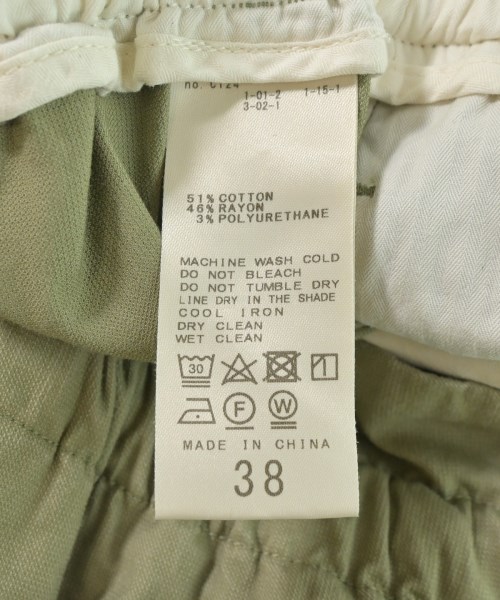 no. C124
1-01-2 1-15-1
3-02-1
51% COTTON
46% RAYON
3% POLYURETHANE
MACHINE WASH COLD
DO NOT BLEACH
DO NOT TUMBLE DRY
LINE DRY IN THE SHADE
COOL IRON
DRY CLEAN
WET CLEAN
30
F W
MADE IN CHINA
38